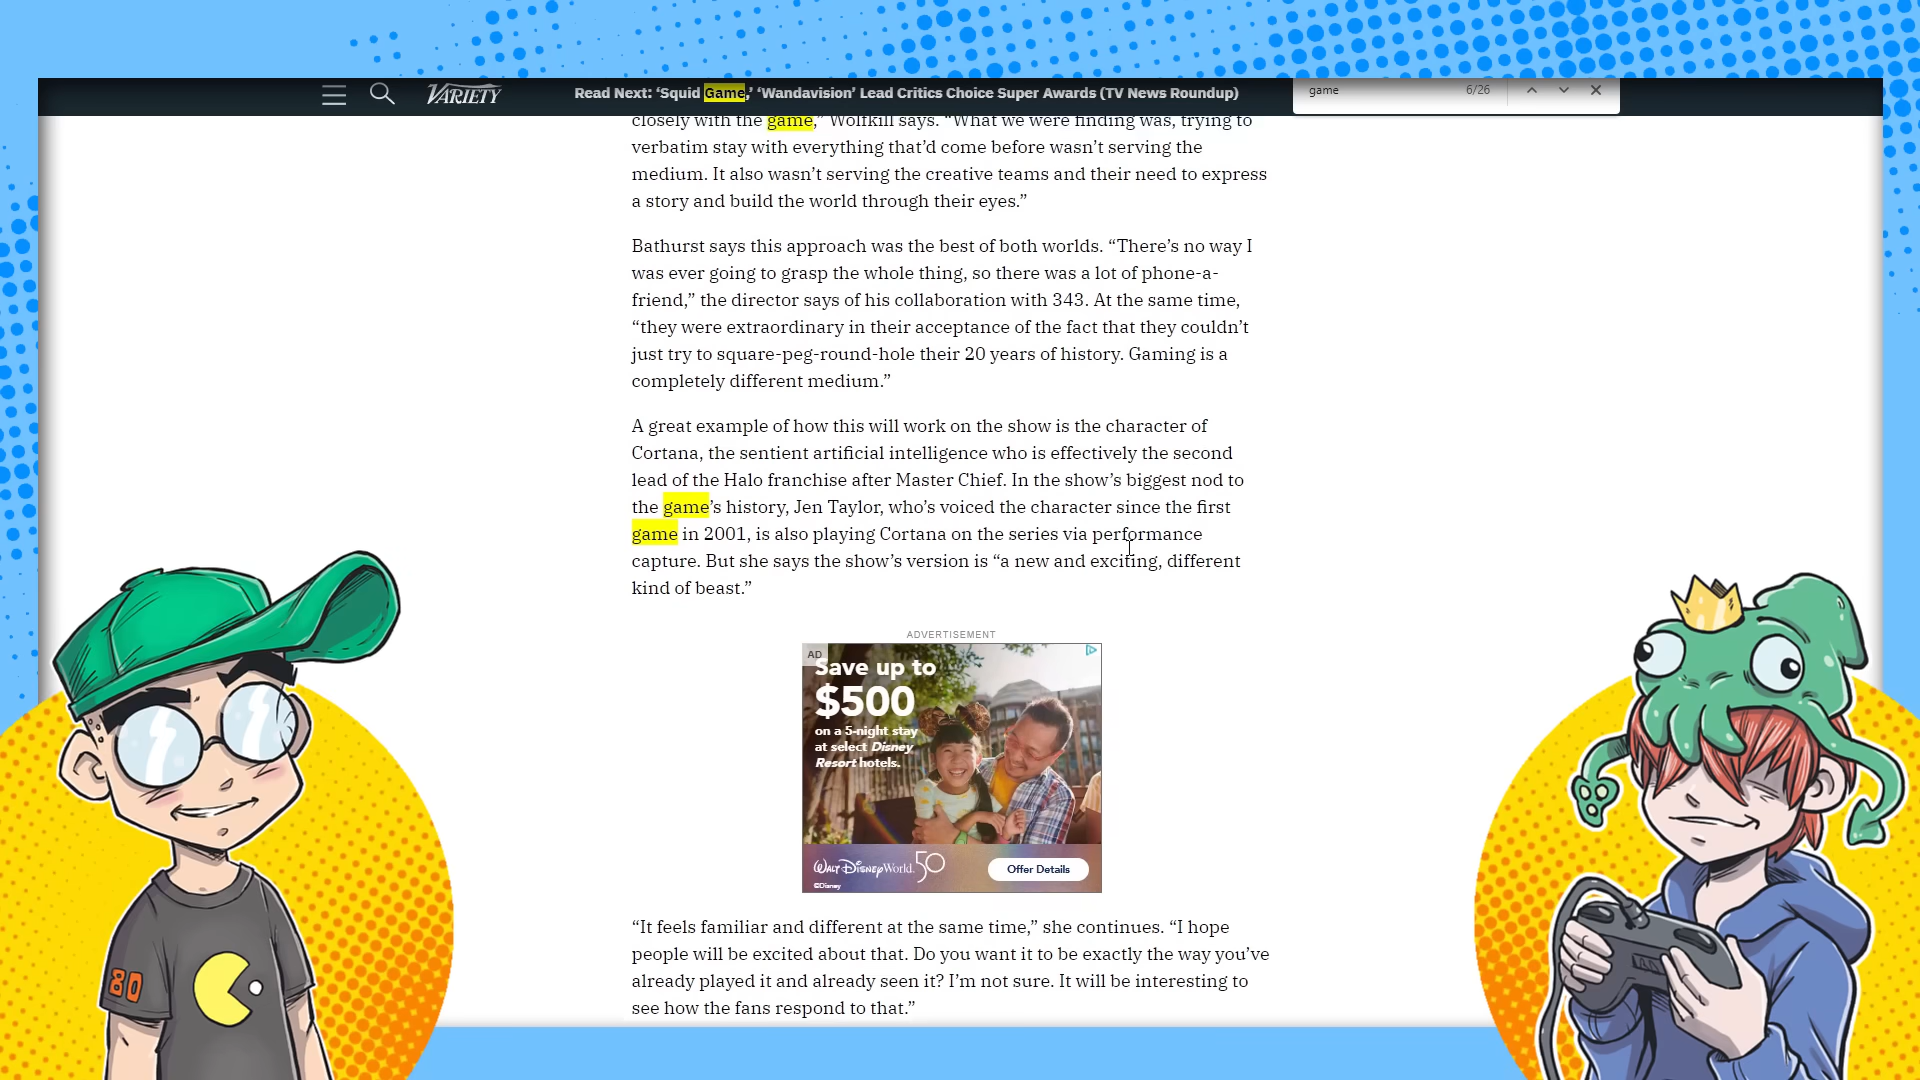 VARIETY
Read Next: ‘Squid Game,’ ‘Wandavision’ Lead Critics Choice Super Awards (TV News Roundup)
game 6/26
closely with the game,” Wolfkill says. “What we were finding was, trying to
verbatim stay with everything that’d come before wasn’t serving the
medium. It also wasn’t serving the creative teams and their need to express
a story and build the world through their eyes.”
Bathurst says this approach was the best of both worlds. “There’s no way I
was ever going to grasp the whole thing, so there was a lot of phone-a-
friend,” the director says of his collaboration with 343. At the same time,
“they were extraordinary in their acceptance of the fact that they couldn’t
just try to square-peg-round-hole their 20 years of history. Gaming is a
completely different medium.”
A great example of how this will work on the show is the character of
Cortana, the sentient artificial intelligence who is effectively the second
lead of the Halo franchise after Master Chief. In the show’s biggest nod to
the game’s history, Jen Taylor, who’s voiced the character since the first
game in 2001, is also playing Cortana on the series via performance
capture. But she says the show’s version is “a new and exciting, different
kind of beast.”
ADVERTISEMENT
AD
Save up to
$500
on a 5-night stay
at select Disney
Resort hotels.
Walt Disney World. 50
©Disney
Offer Details
“It feels familiar and different at the same time,” she continues. “I hope
people will be excited about that. Do you want it to be exactly the way you’ve
already played it and already seen it? I’m not sure. It will be interesting to
see how the fans respond to that.”
80